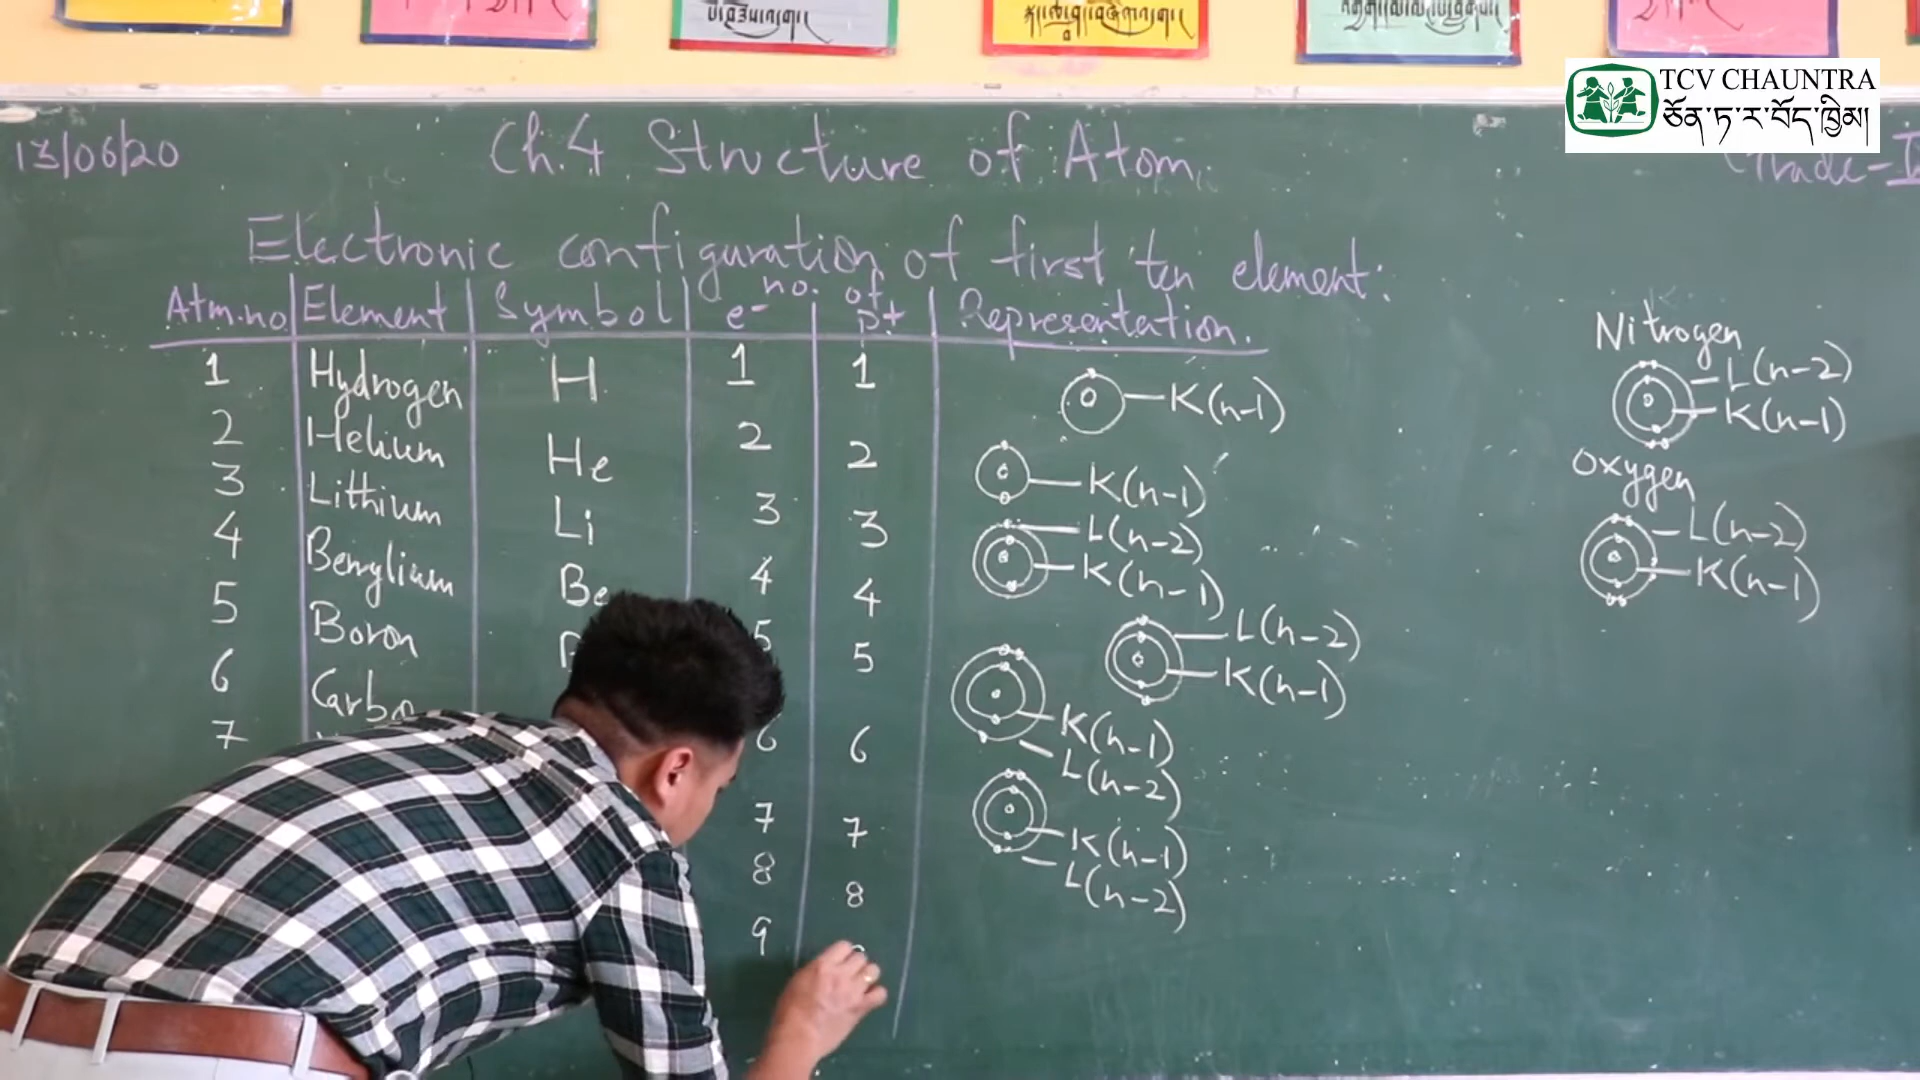 TCV CHAUNTRA
ཙོན་ཏ་ར་བོད་ཁྱིམ།
13/06/20
Ch.4 Structure of Atom
Grade-
Electronic configuration of first ten element:
Atm.no Element Symbol no. of e- p+ Representation.
1 Hydrogen H 1 1 K(n-1)
2 Helium He 2 2 K(n-1)
3 Lithium Li 3 3 L(n-2)
K(n-1)
4 Berrylium Be 4 4 L(n-2)
K(n-1)
5 Boron 5 5 K(n-1)
L(n-2)
6 Carbo 6 6 K(n-1)
L(n-2)
7 7 7
8 8
9
Nitrogen
L(n-2)
K(n-1)
Oxygen
L(n-2)
K(n-1)